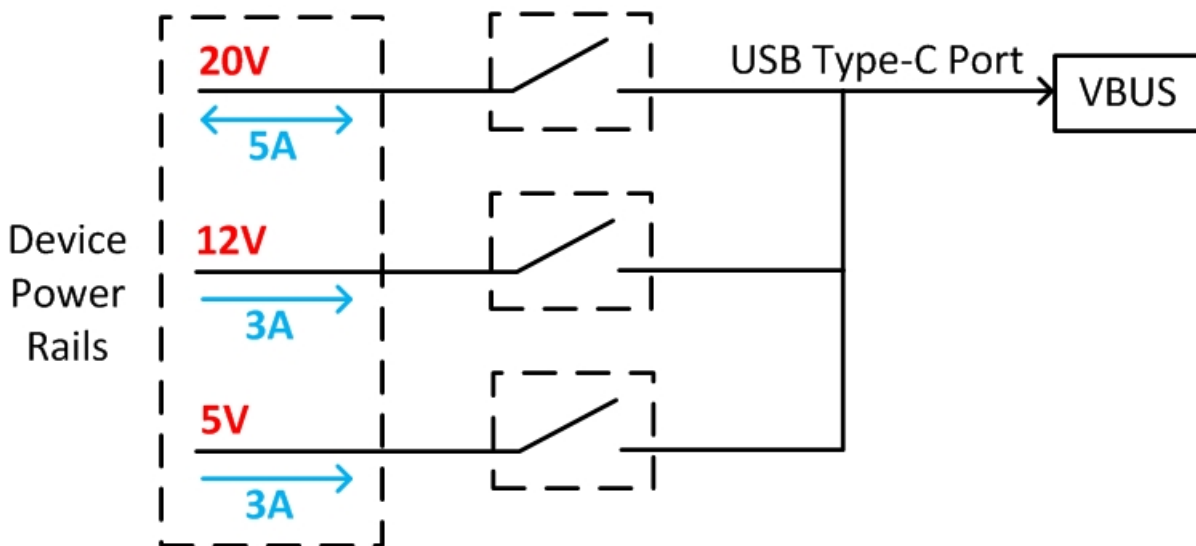 20V
5A
USB Type-C Port
VBUS
Device
Power
Rails
12V
3A
5V
3A